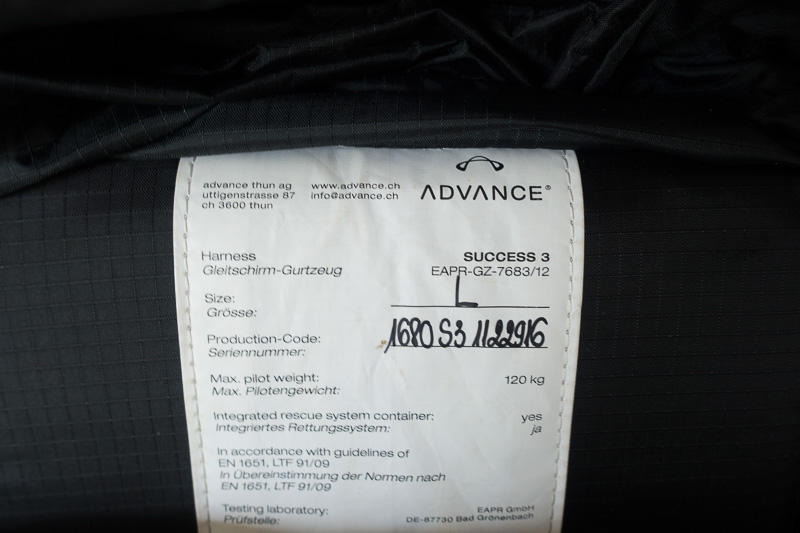 advance thun ag www.advance.ch ADVANCE®
uttigenstrasse 87 info@advance.ch
ch 3600 thun
Harness SUCCESS 3
Gleitschirm-Gurtzeug EAPR-GZ-7683/12
Size: L
Grösse:
Production-Code: 1680 S3 1122916
Seriennummer:
Max. pilot weight: 120 kg
Max. Pilotengewicht:
Integrated rescue system container: yes
Integriertes Rettungssystem: ja
In accordance with guidelines of
EN 1651, LTF 91/09
In Übereinstimmung der Normen nach
EN 1651, LTF 91/09
Testing laboratory: EAPR GmbH
Prüfstelle: DE-87730 Bad Grönenbach